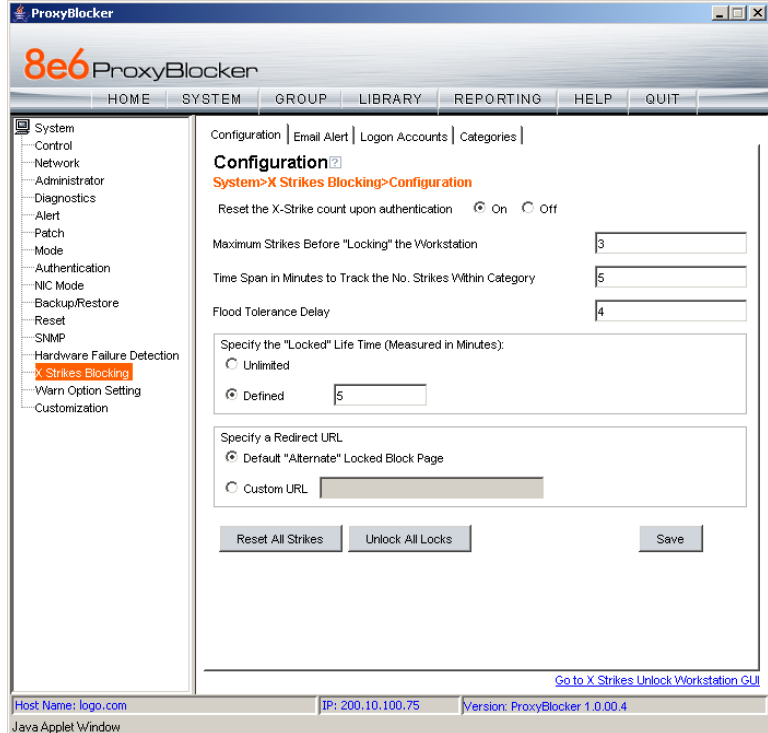 ProxyBlocker
8e6 ProxyBlocker
HOME SYSTEM GROUP LIBRARY REPORTING HELP QUIT
System
Control
Network
Administrator
Diagnostics
Alert
Patch
Mode
Authentication
NIC Mode
Backup/Restore
Reset
SNMP
Hardware Failure Detection
X Strikes Blocking
Warn Option Setting
Customization
Configuration Email Alert Logon Accounts Categories
Configuration ?
System>X Strikes Blocking>Configuration
Reset the X-Strike count upon authentication On Off
Maximum Strikes Before "Locking" the Workstation 3
Time Span in Minutes to Track the No. Strikes Within Category 5
Flood Tolerance Delay 4
Specify the "Locked" Life Time (Measured in Minutes):
Unlimited
Defined 5
Specify a Redirect URL
Default "Alternate" Locked Block Page
Custom URL
Reset All Strikes Unlock All Locks Save
Go to X Strikes Unlock Workstation GUI
Host Name: logo.com IP: 200.10.100.75 Version: ProxyBlocker 1.0.00.4
Java Applet Window